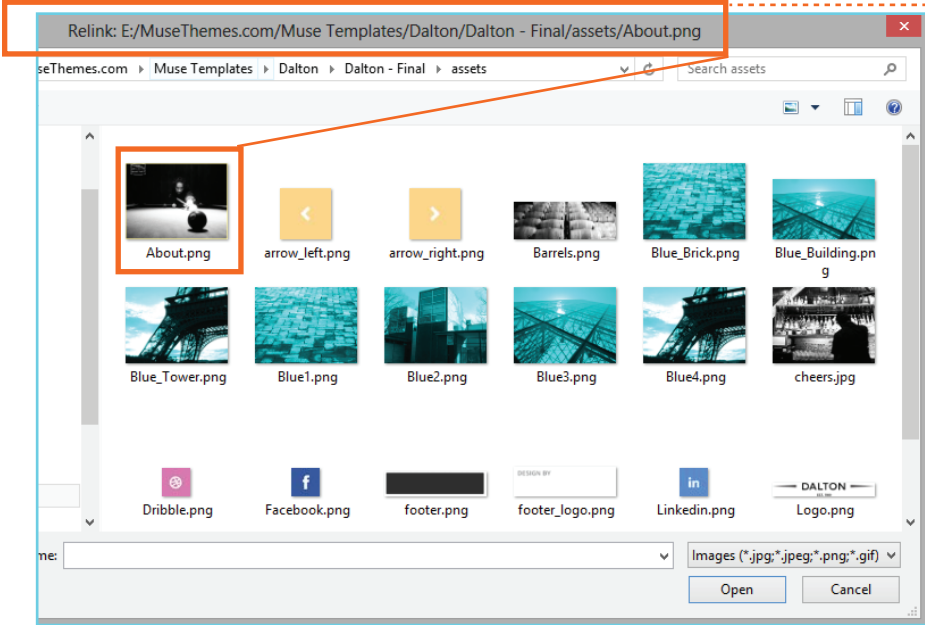 Relink: E:/MuseThemes.com/Muse Templates/Dalton/Dalton - Final/assets/About.png
seThemes.com Muse Templates Dalton Dalton - Final assets
Search assets
About.png
arrow_left.png
arrow_right.png
Barrels.png
Blue_Brick.png
Blue_Building.pn
g
Blue_Tower.png
Blue1.png
Blue2.png
Blue3.png
Blue4.png
cheers.jpg
f
DESIGN BY
in
DALTON
Dribble.png
Facebook.png
footer.png
footer_logo.png
Linkedin.png
Logo.png
me:
Images (*.jpg;*.jpeg;*.png;*.gif)
Open
Cancel